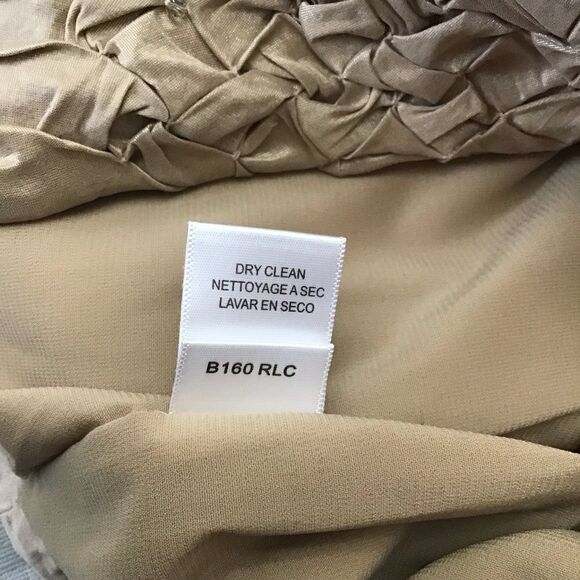 DRY CLEAN
NETTOYAGE A SEC
LAVAR EN SECO
B160 RLC